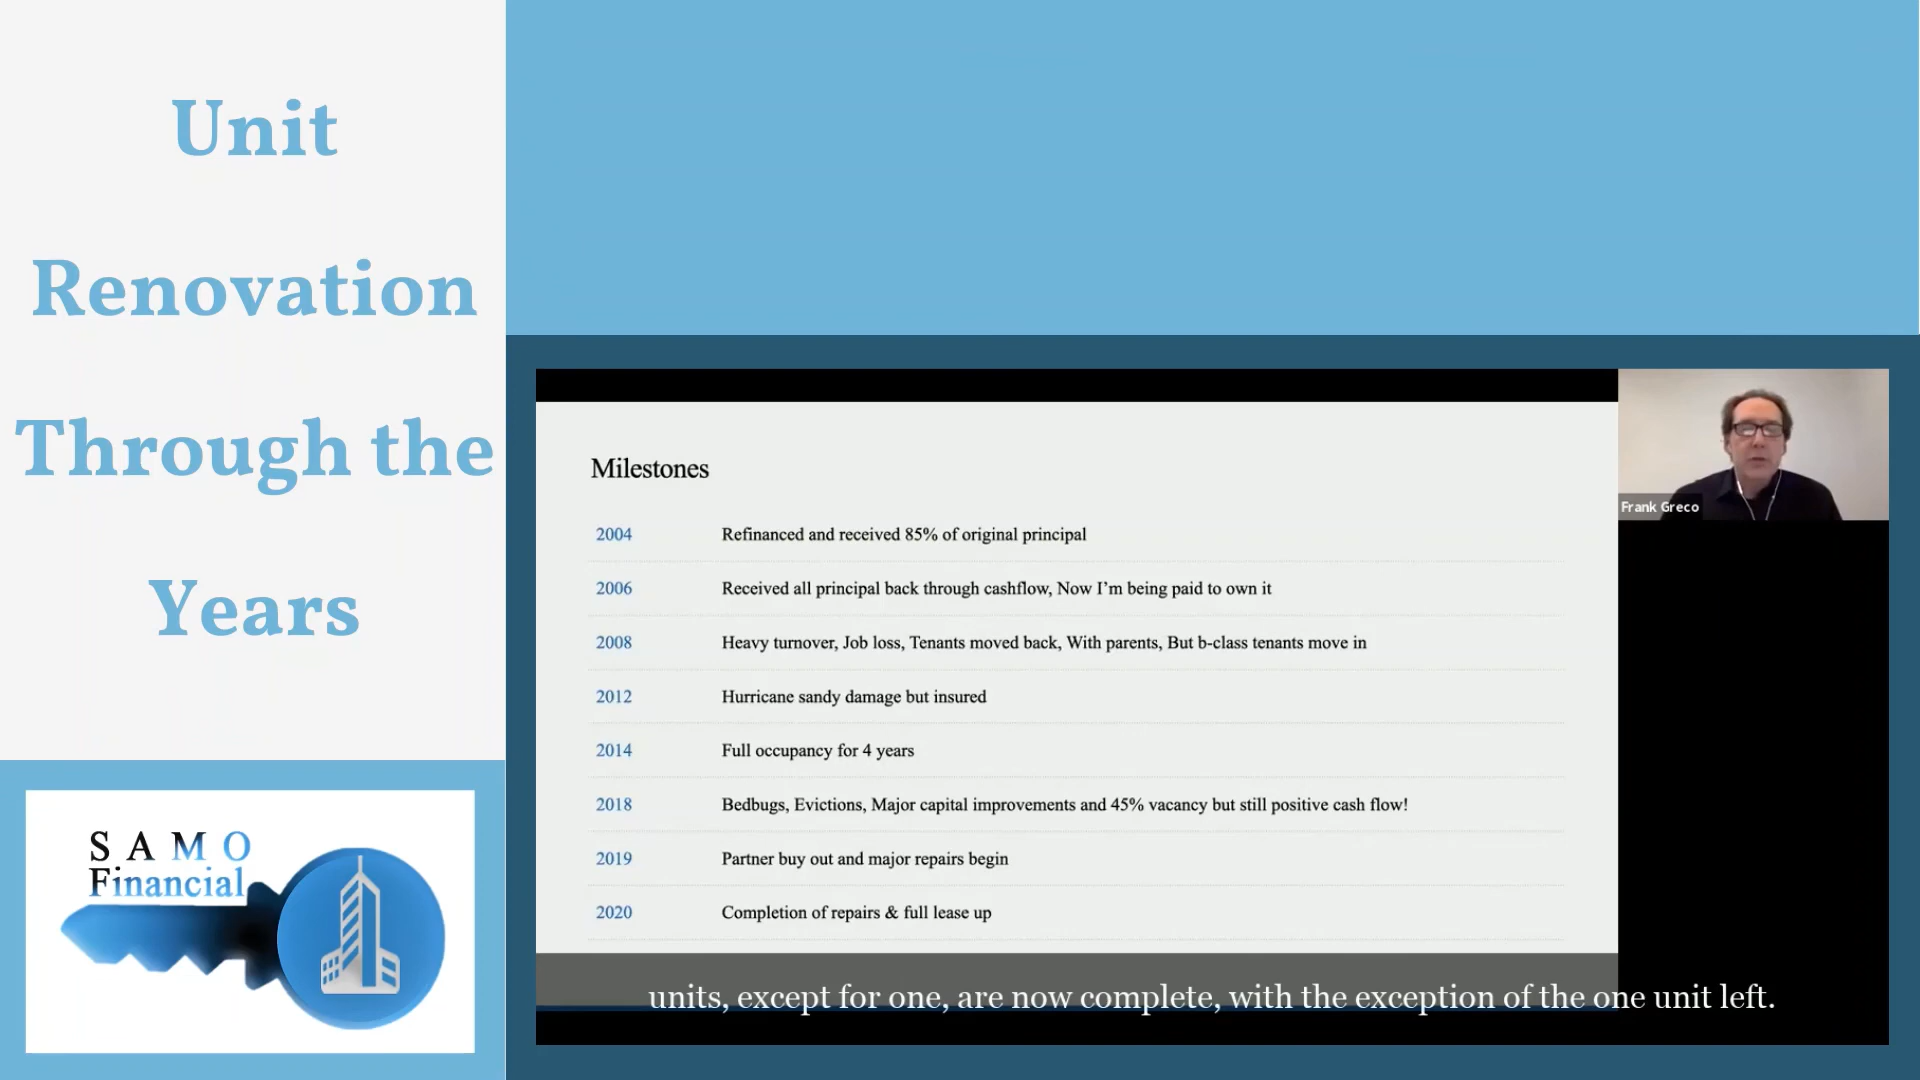 Unit
Renovation
Through the
Years
S A M O
Financial
Milestones
2004 Refinanced and received 85% of original principal
2006 Received all principal back through cashflow, Now I’m being paid to own it
2008 Heavy turnover, Job loss, Tenants moved back, With parents, But b-class tenants move in
2012 Hurricane sandy damage but insured
2014 Full occupancy for 4 years
2018 Bedbugs, Evictions, Major capital improvements and 45% vacancy but still positive cash flow!
2019 Partner buy out and major repairs begin
2020 Completion of repairs & full lease up
Frank Greco
units, except for one, are now complete, with the exception of the one unit left.